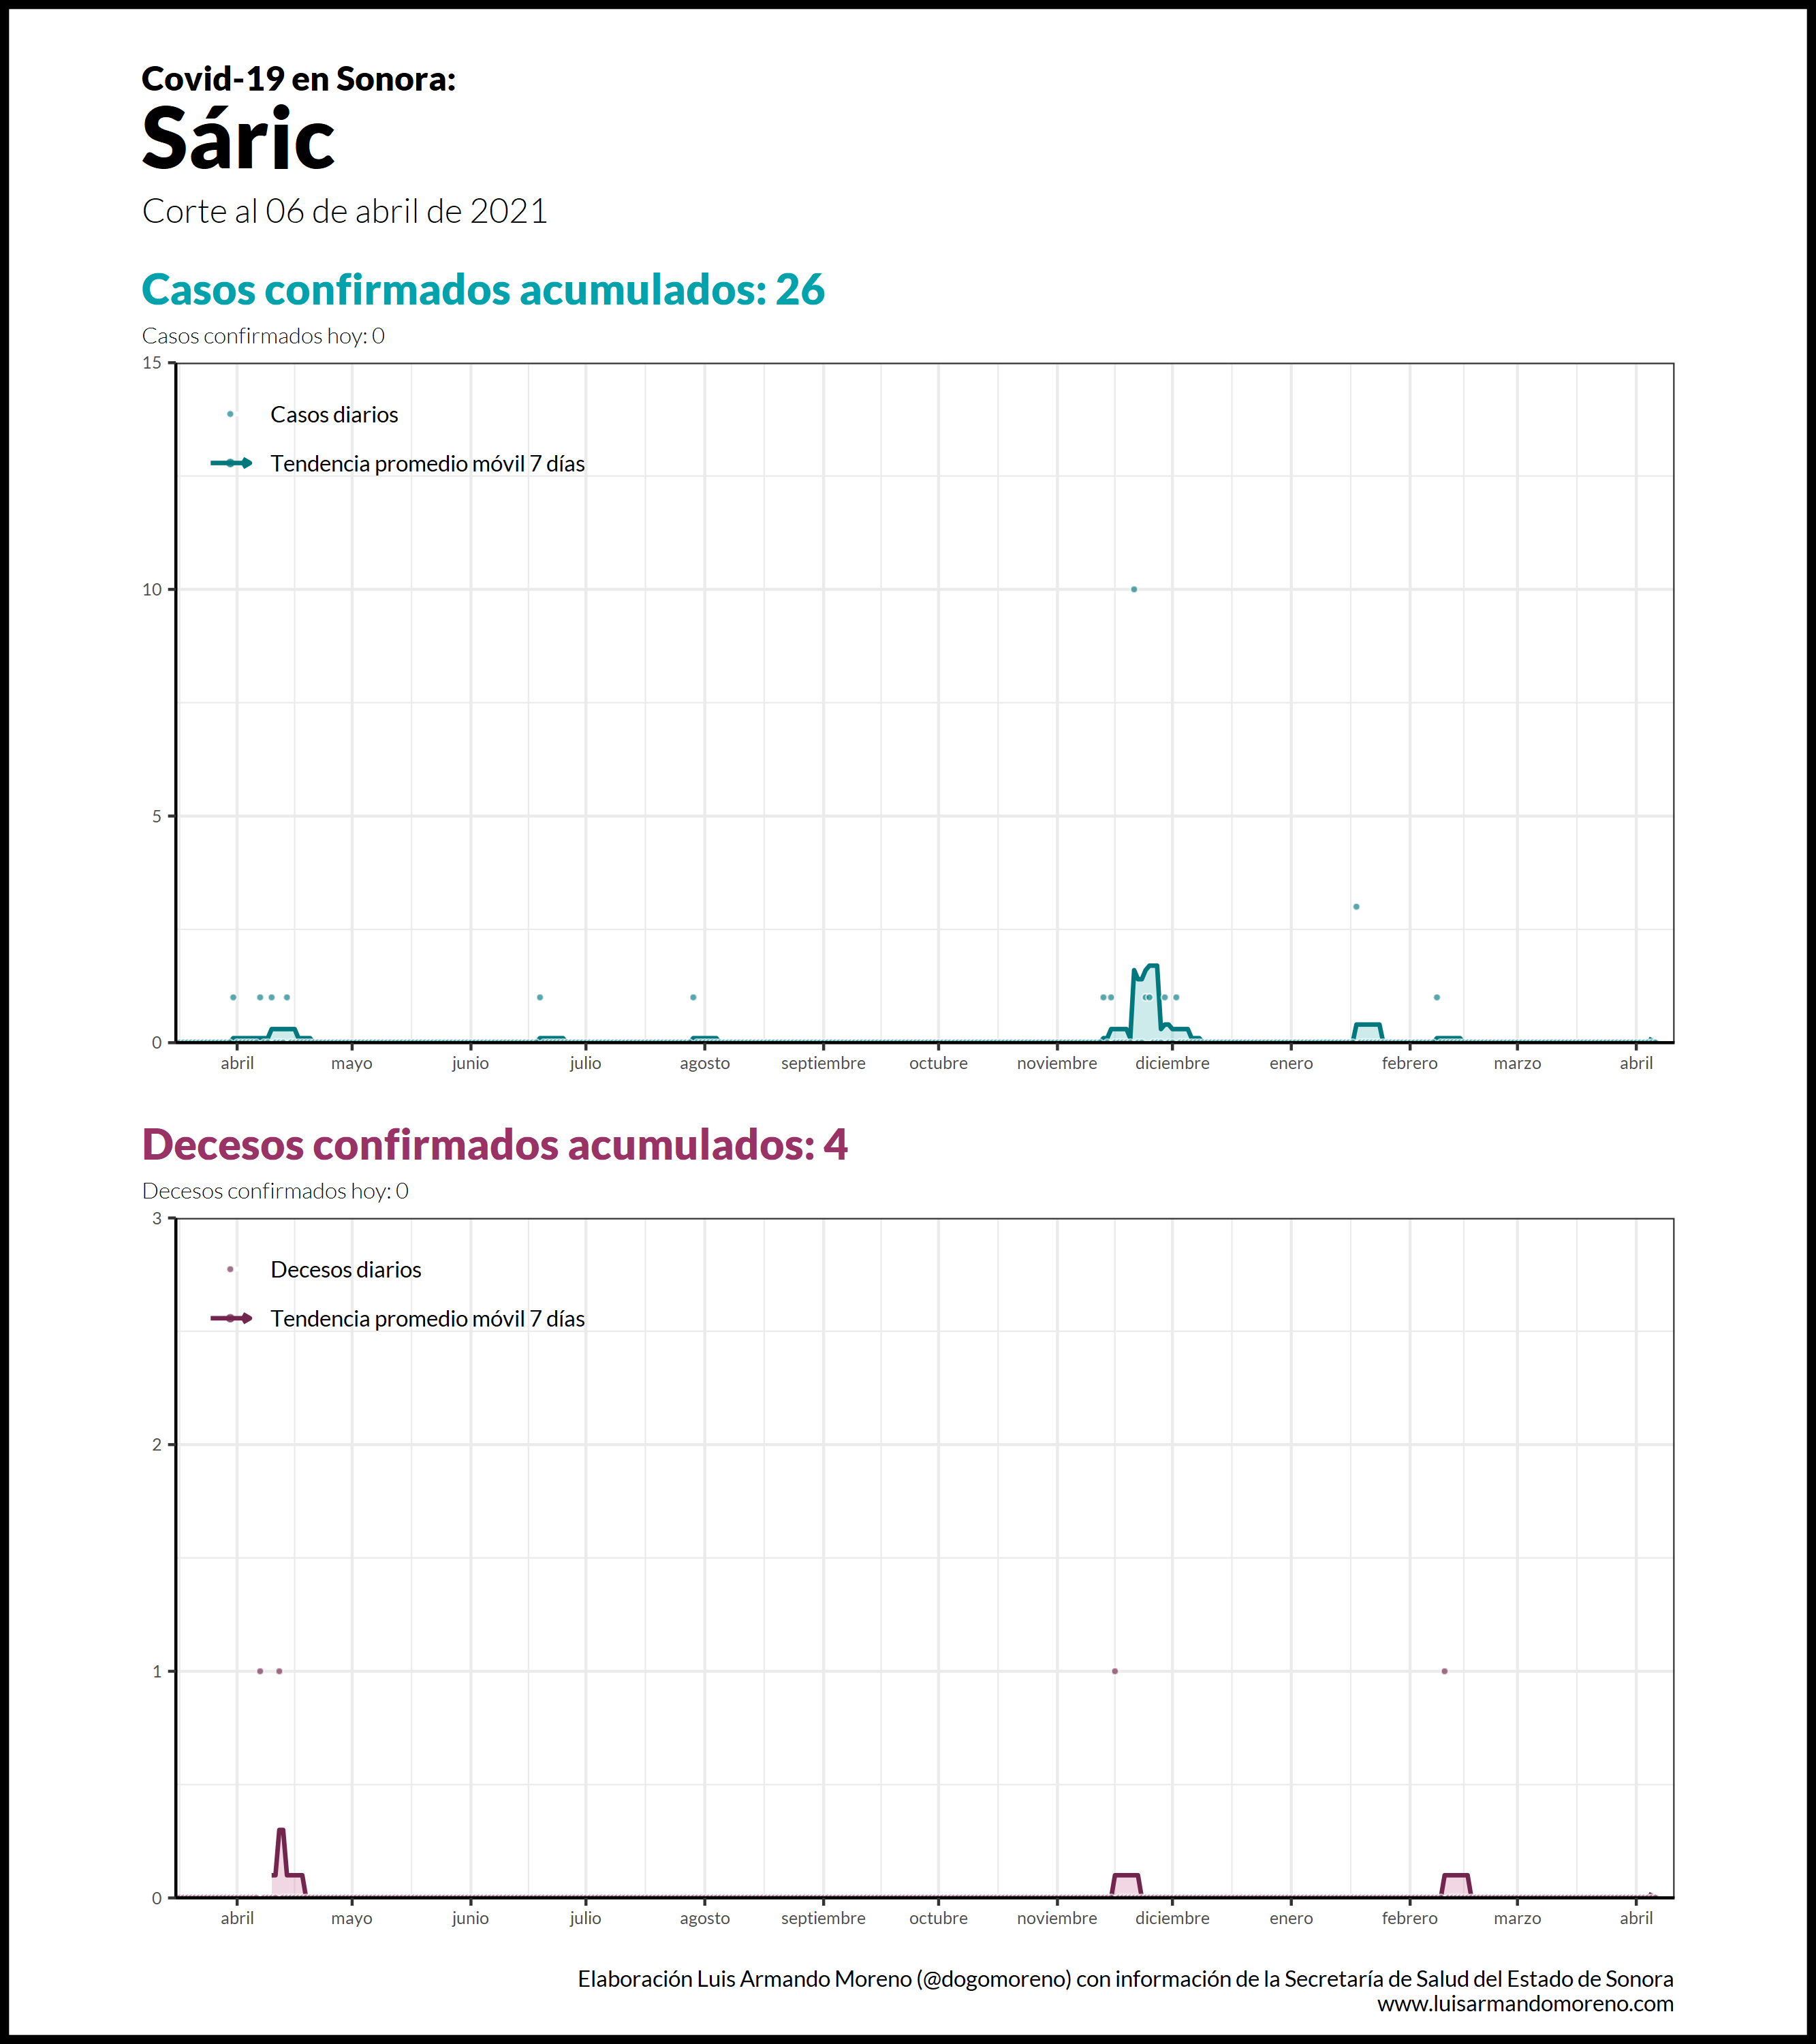 Covid-19 en Sonora:
Sáric
Corte al 06 de abril de 2021
Casos confirmados acumulados: 26
Casos confirmados hoy: 0
15
Casos diarios
Tendencia promedio móvil 7 días
10
5
0
abril mayo junio julio agosto septiembre octubre noviembre diciembre enero febrero marzo abril
Decesos confirmados acumulados: 4
Decesos confirmados hoy: 0
3
Decesos diarios
Tendencia promedio móvil 7 días
2
1
0
abril mayo junio julio agosto septiembre octubre noviembre diciembre enero febrero marzo abril
Elaboración Luis Armando Moreno (@dogomoreno) con información de la Secretaría de Salud del Estado de Sonora
www.luisarmandomoreno.com